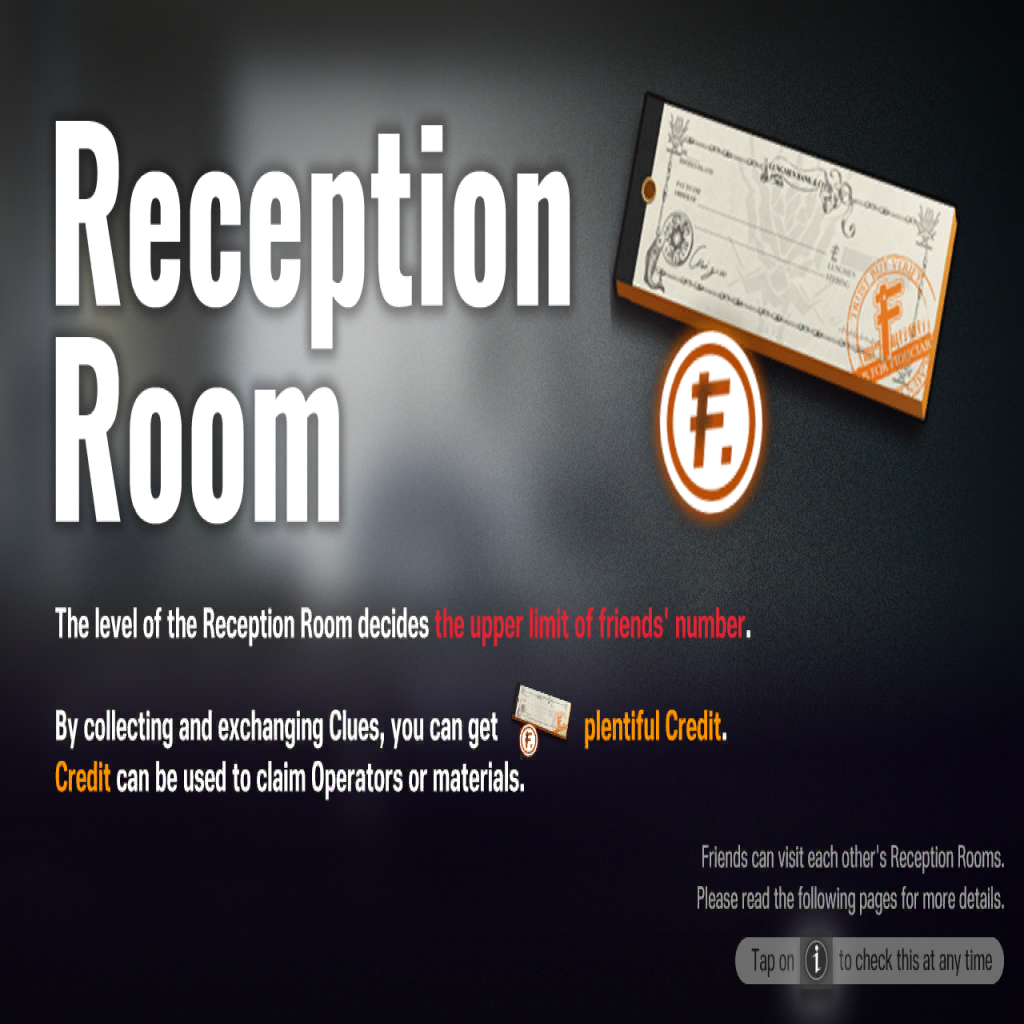 Reception
Room
The level of the Reception Room decides the upper limit of friends' number.
By collecting and exchanging Clues, you can get plentiful Credit.
Credit can be used to claim Operators or materials.
Friends can visit each other's Reception Rooms.
Please read the following pages for more details.
Tap on i to check this at any time